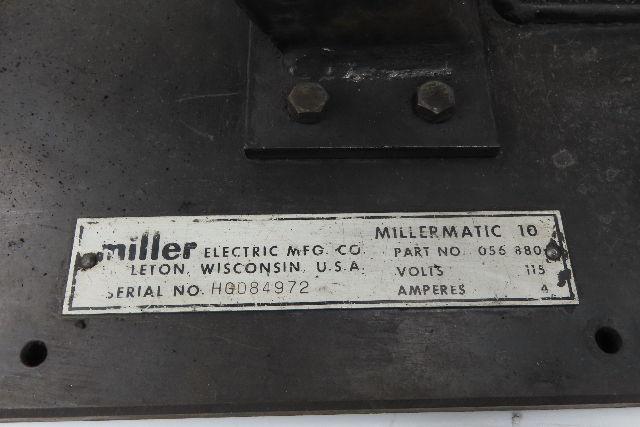 miller ELECTRIC MFG. CO. MILLERMATIC 10
LETON, WISCONSIN, U.S.A. PART NO. 056 880
SERIAL NO. HG084972 VOLTS 115
AMPERES 4